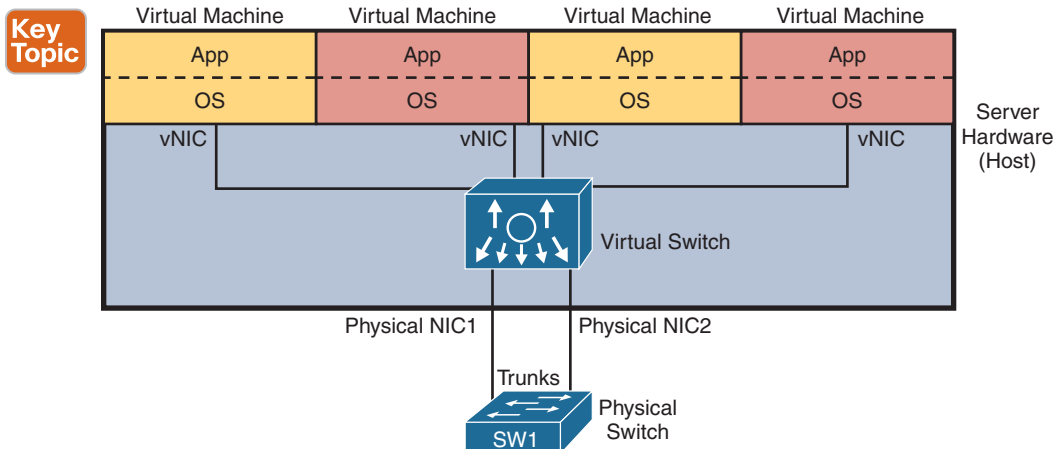 Key
Topic
Virtual Machine
Virtual Machine
Virtual Machine
Virtual Machine
App
App
App
App
OS
OS
OS
OS
vNIC
vNIC
vNIC
vNIC
Server
Hardware
(Host)
Virtual Switch
Physical NIC1
Physical NIC2
Trunks
Physical
Switch
SW1